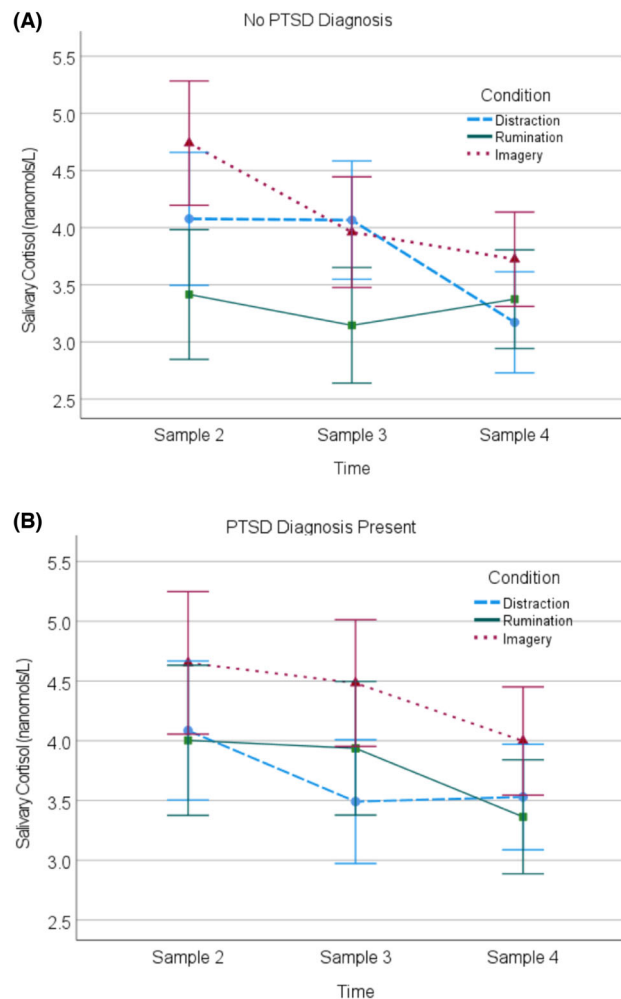 (A)
No PTSD Diagnosis
5.5
5.0
4.5
4.0
3.5
3.0
2.5
Salivary Cortisol (nanomols/L)
Condition
Distraction
Rumination
Imagery
Sample 2 Sample 3 Sample 4
Time
(B)
PTSD Diagnosis Present
5.5
5.0
4.5
4.0
3.5
3.0
2.5
Salivary Cortisol (nanomols/L)
Condition
Distraction
Rumination
Imagery
Sample 2 Sample 3 Sample 4
Time